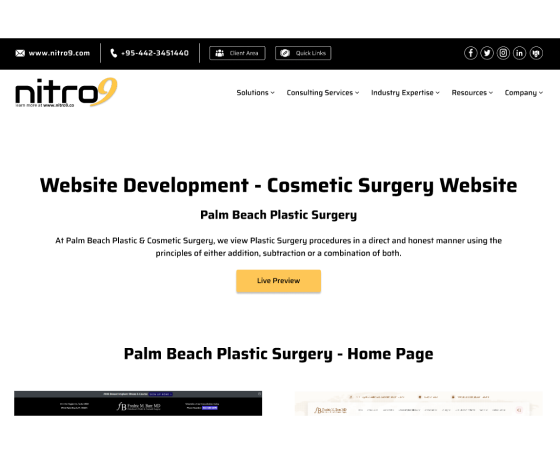 www.nitro9.com +95-442-3451440 Client Area Quick Links
nitro9
learn more at www.nitro9.co
Solutions Consulting Services Industry Expertise Resources Company
Website Development - Cosmetic Surgery Website
Palm Beach Plastic Surgery
At Palm Beach Plastic & Cosmetic Surgery, we view Plastic Surgery procedures in a direct and honest manner using the
principles of either addition, subtraction or a combination of both.
Live Preview
Palm Beach Plastic Surgery - Home Page